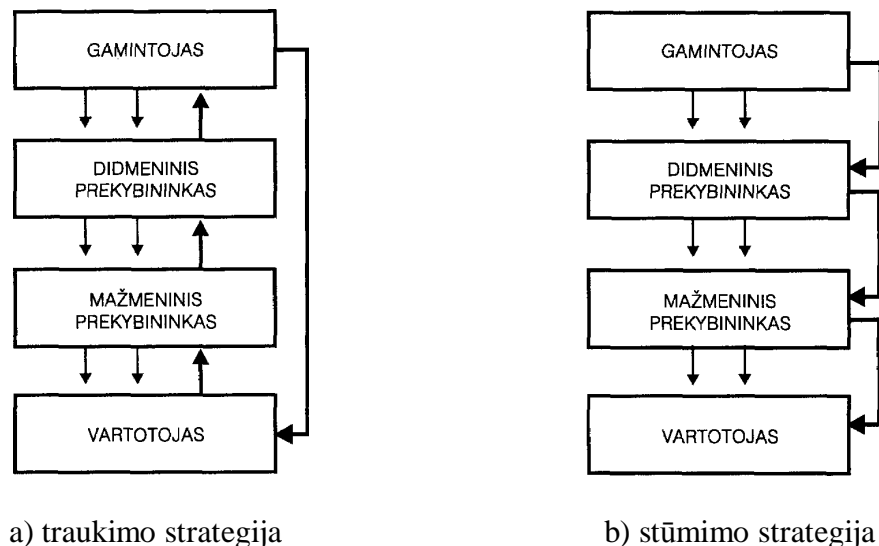 GAMINTOJAS
DIDMENINIS
PREKYBININKAS
MAŽMENINIS
PREKYBININKAS
VARTOTOJAS
a) traukimo strategija
GAMINTOJAS
DIDMENINIS
PREKYBININKAS
MAŽMENINIS
PREKYBININKAS
VARTOTOJAS
b) stūmimo strategija